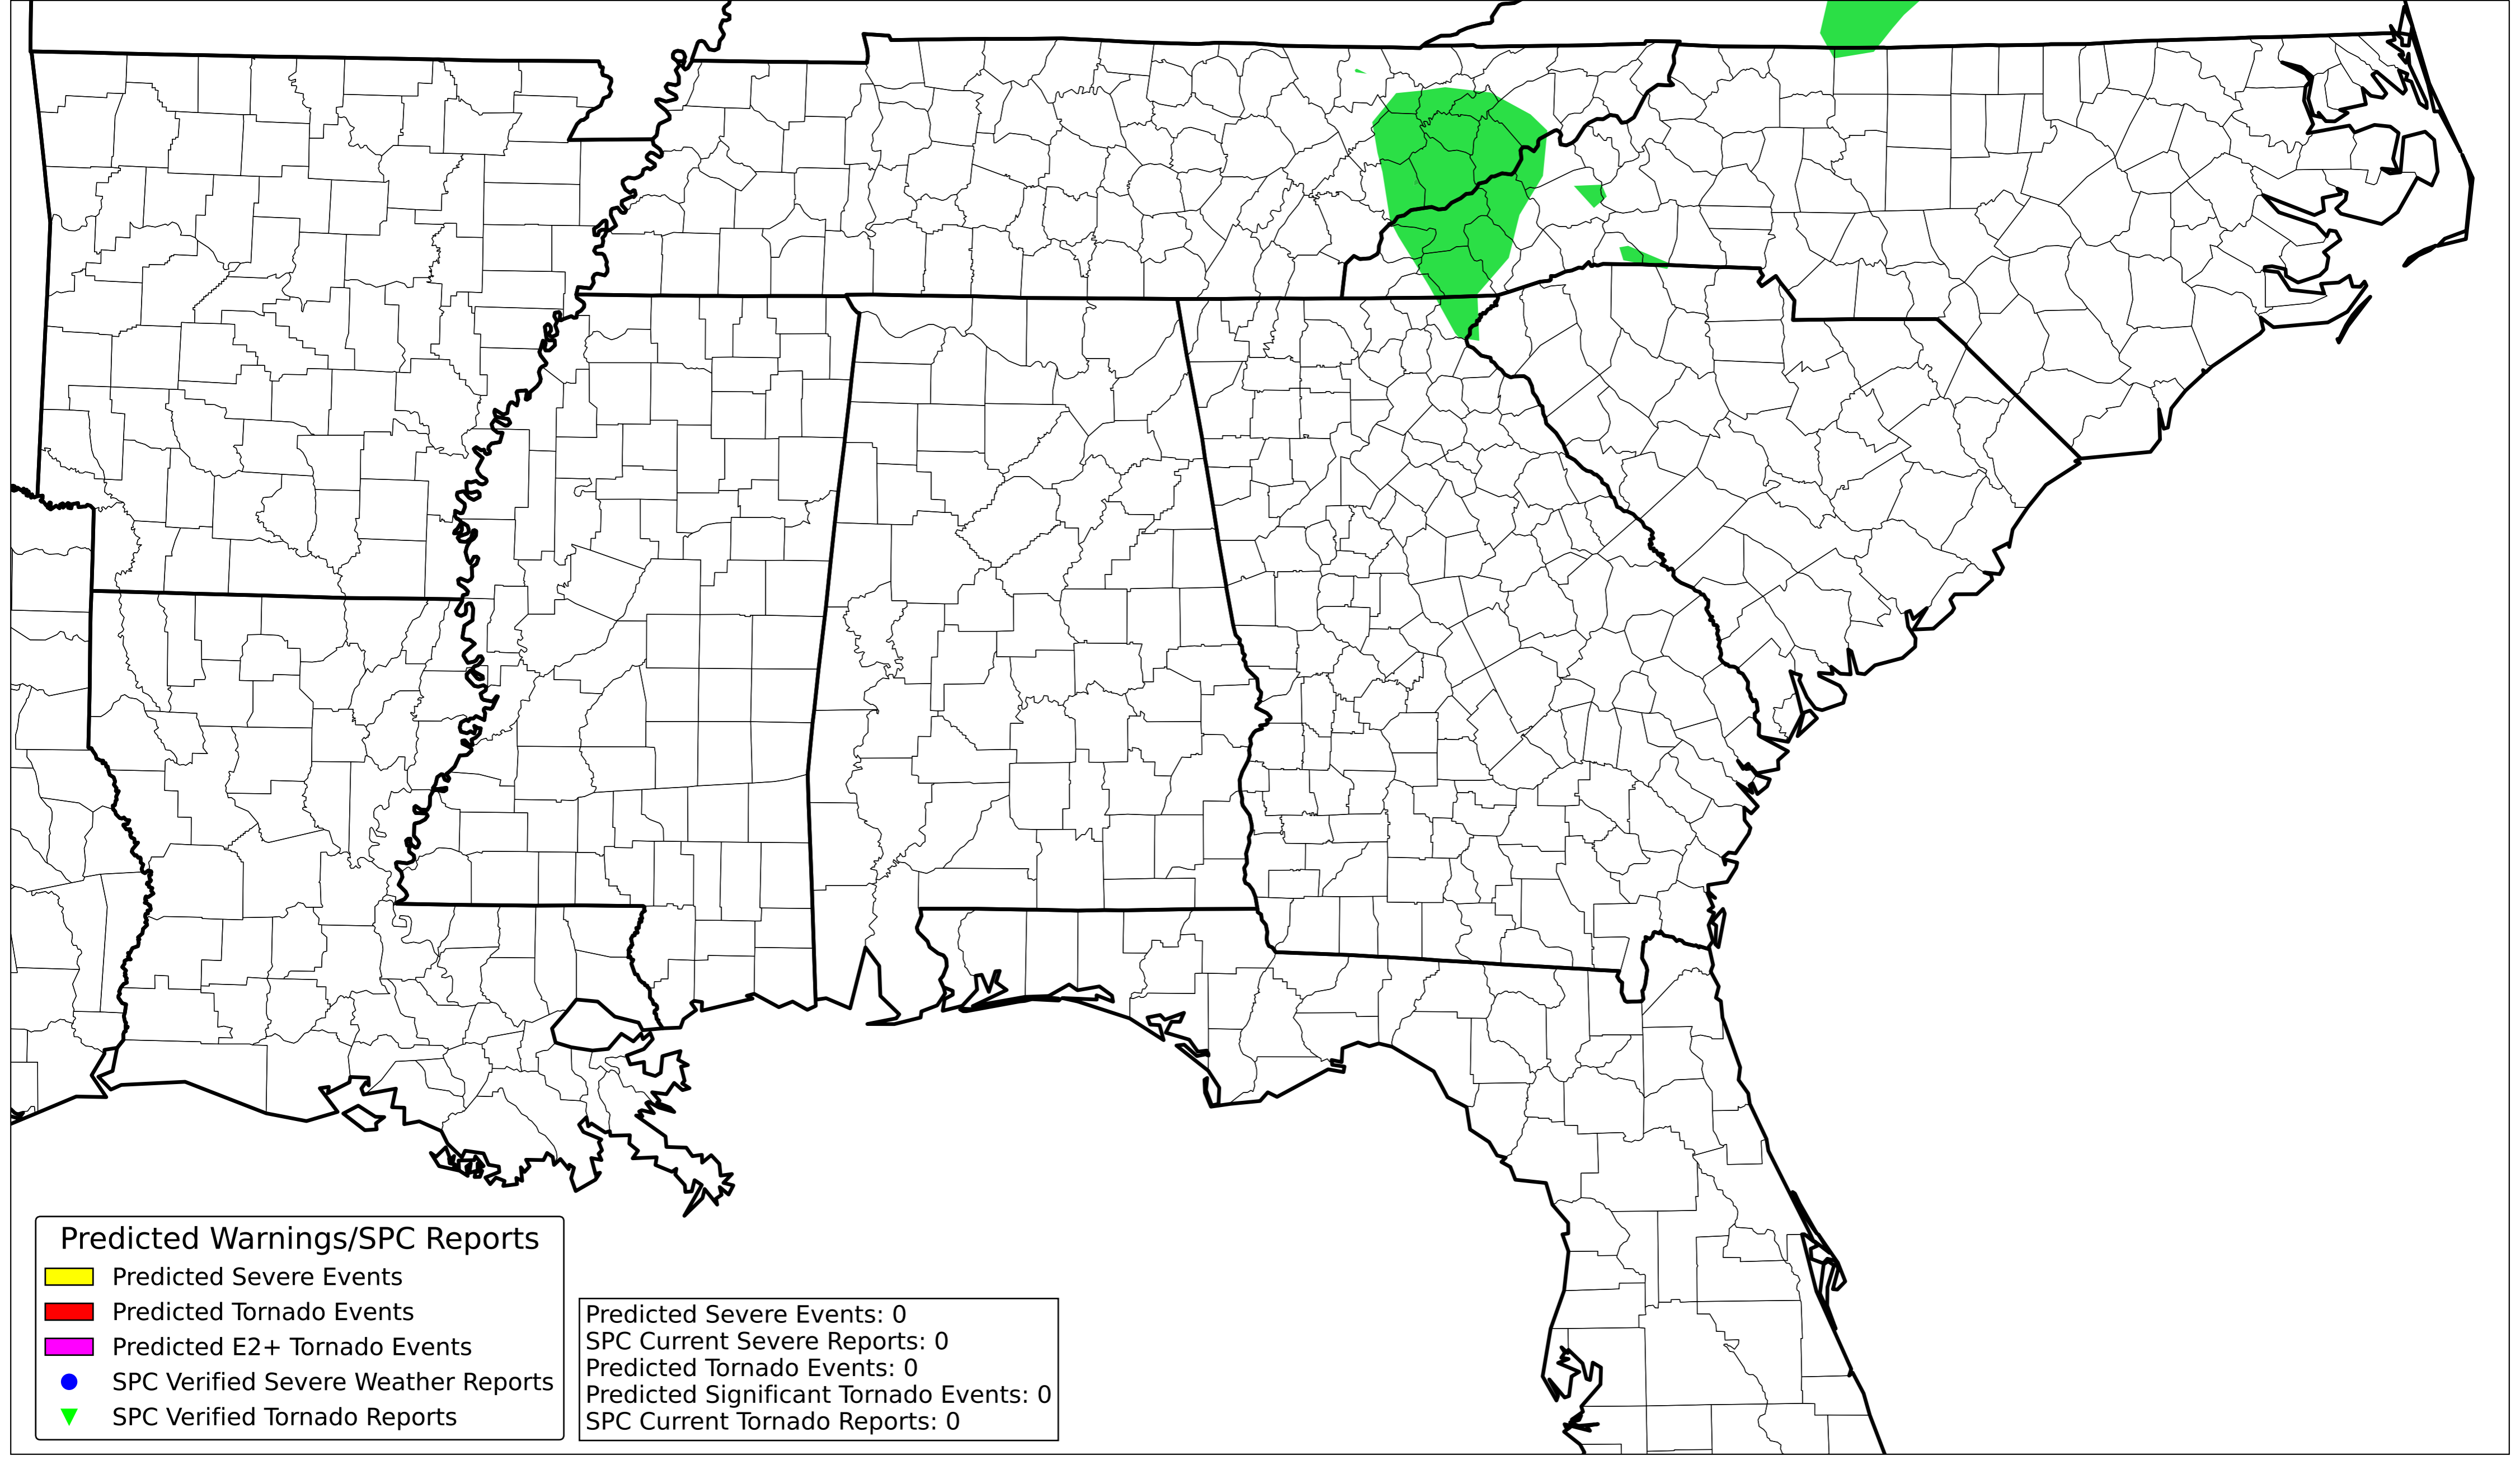 Predicted Warnings/SPC Reports
Predicted Severe Events
Predicted Tornado Events
Predicted E2+ Tornado Events
SPC Verified Severe Weather Reports
SPC Verified Tornado Reports
Predicted Severe Events: 0
SPC Current Severe Reports: 0
Predicted Tornado Events: 0
Predicted Significant Tornado Events: 0
SPC Current Tornado Reports: 0